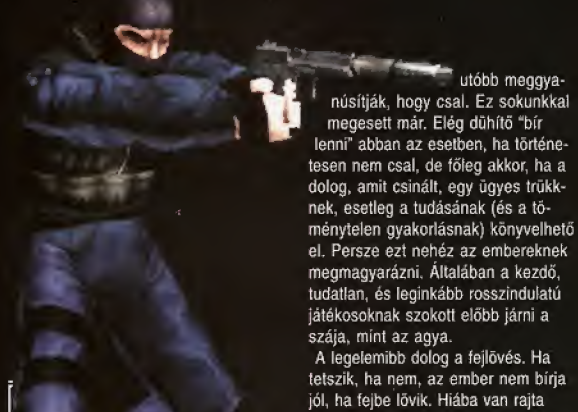 utóbb meggya-
núsítják, hogy csal. Ez sokunkkal
megesett már. Elég dühítő "bír
lenni" abban az esetben, ha történe-
tesen nem csal, de főleg akkor, ha a
dolog, amit csinált, egy ügyes trükk-
nek, esetleg a tudásának (és a tö-
ménytelen gyakorlásnak) könyvelhető
el. Persze ezt nehéz az embereknek
megmagyarázni. Általában a kezdő,
tudatlan, és leginkább rosszindulatú
játékosoknak szokott előbb járni a
szája, mint az agya.
A legelemibb dolog a fejlövés. Ha
tetszik, ha nem, az ember nem bírja
jól, ha fejbe lövik. Hiába van rajta